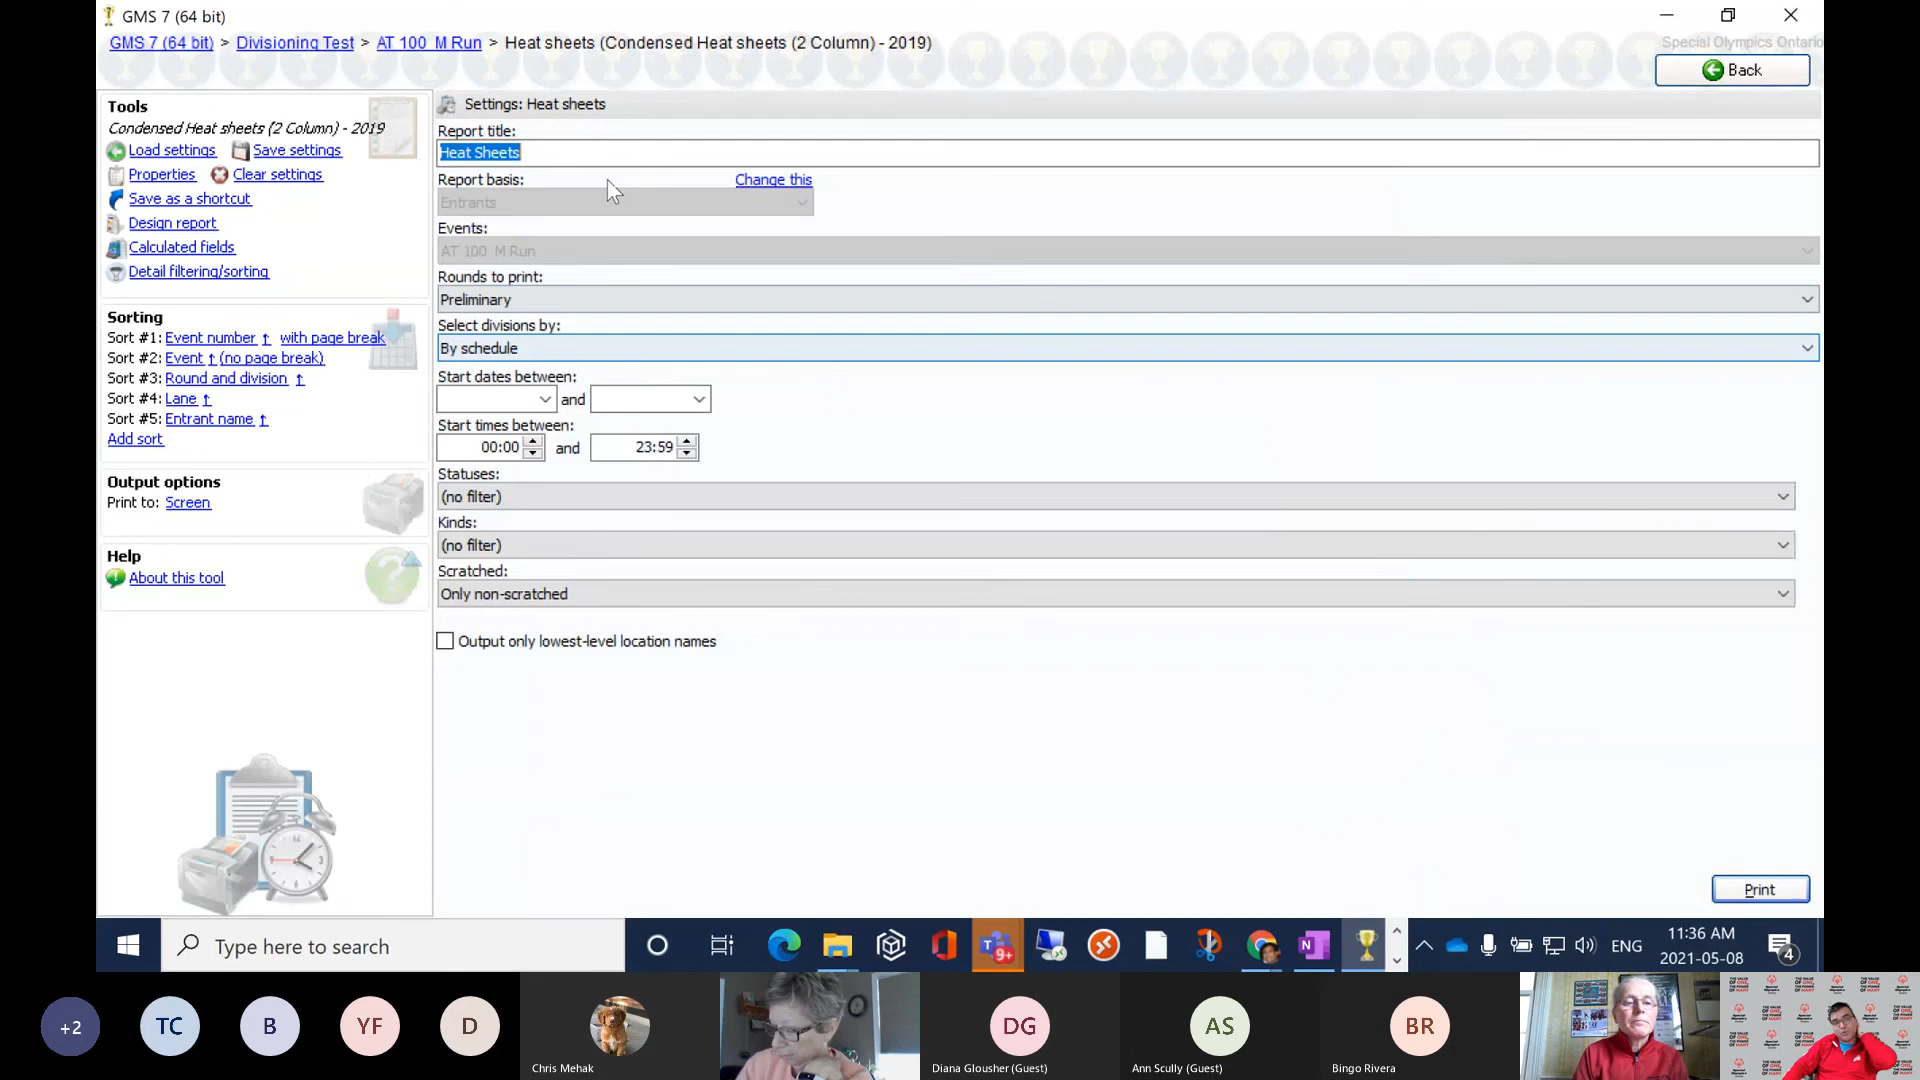 GMS 7 (64 bit)
GMS 7 (64 bit) > Divisioning Test > AT 100 M Run > Heat sheets (Condensed Heat sheets (2 Column) - 2019)
Special Olympics Ontario
Back
Tools
Condensed Heat sheets (2 Column) - 2019
Load settings Save settings
Properties Clear settings
Save as a shortcut
Design report
Calculated fields
Detail filtering/sorting
Sorting
Sort #1: Event number ↑ with page break
Sort #2: Event ↑ (no page break)
Sort #3: Round and division ↑
Sort #4: Lane ↑
Sort #5: Entrant name ↑
Add sort
Output options
Print to: Screen
Help
About this tool
Settings: Heat sheets
Report title:
Heat Sheets
Report basis: Change this
Entrants
Events:
AT 100 M Run
Rounds to print:
Preliminary
Select divisions by:
By schedule
Start dates between:
and
Start times between:
00:00 and 23:59
Statuses:
(no filter)
Kinds:
(no filter)
Scratched:
Only non-scratched
Output only lowest-level location names
Print
Type here to search
9+
ENG
11:36 AM
2021-05-08
4
+2
TC
B
YF
D
Chris Mehak
DG
Diana Glousher (Guest)
AS
Ann Scully (Guest)
BR
Bingo Rivera